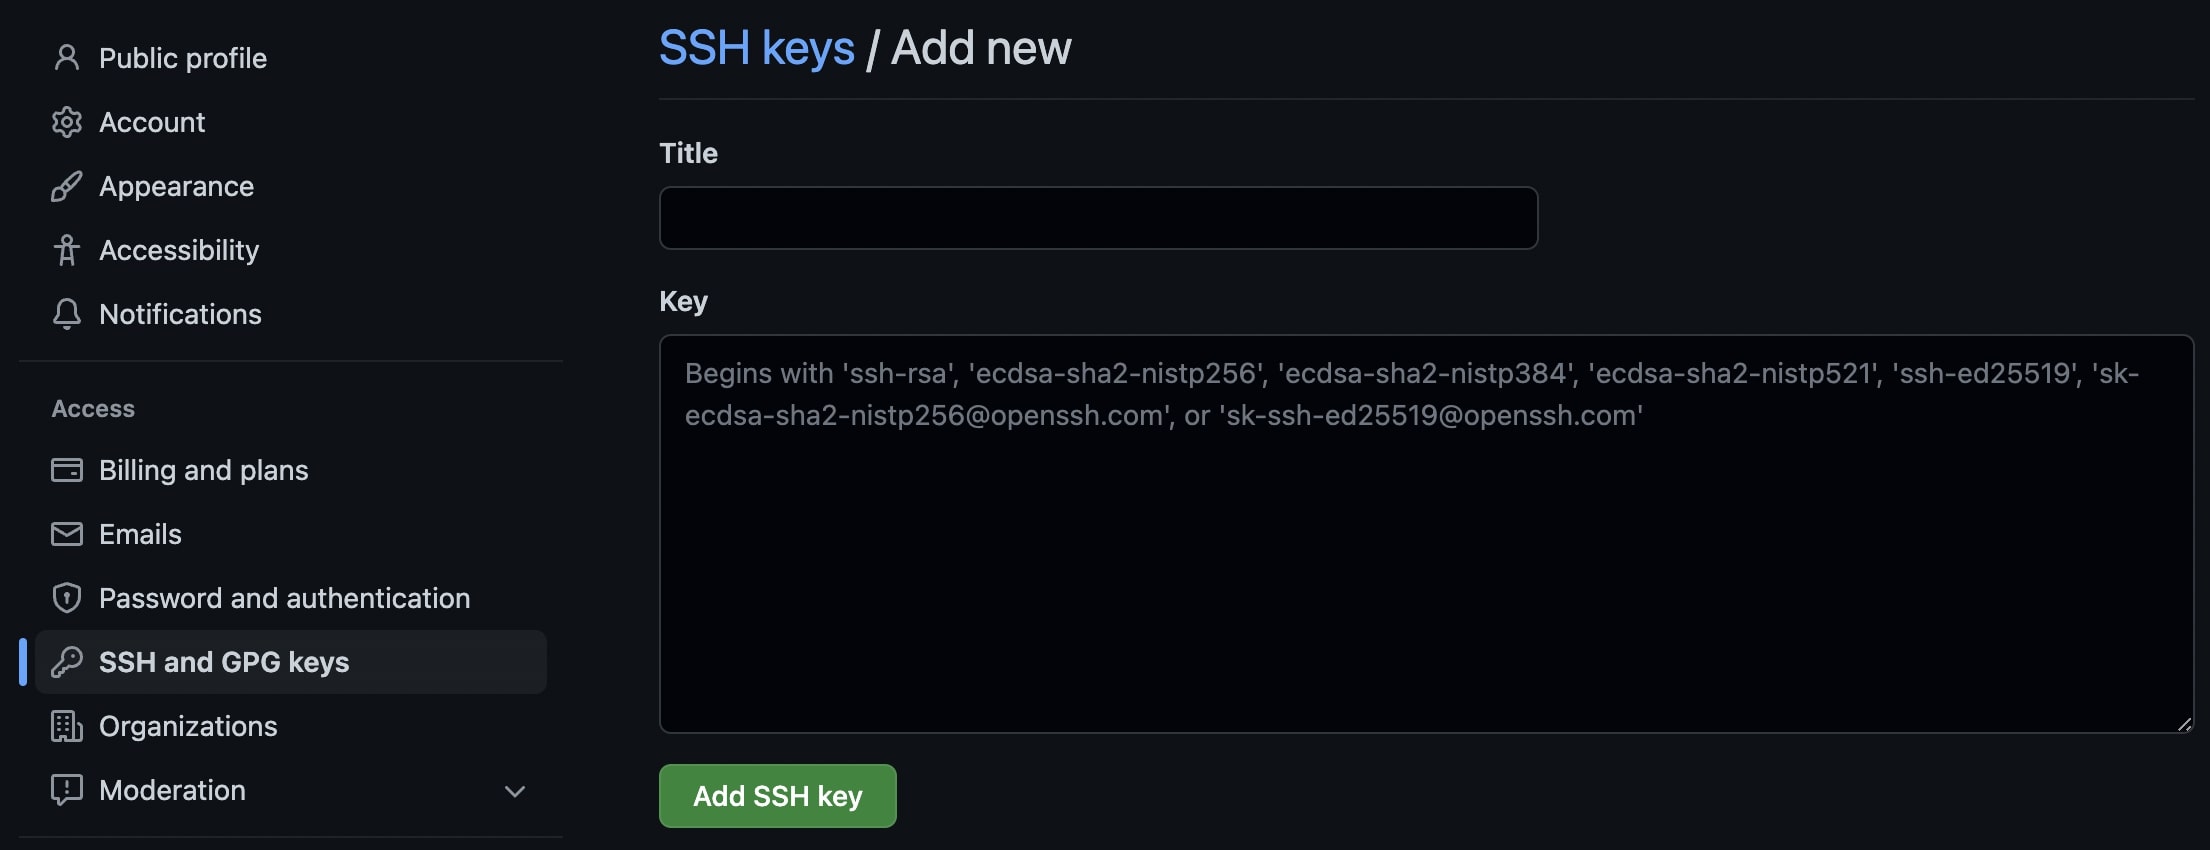 Public profile
Account
Appearance
Accessibility
Notifications
Access
Billing and plans
Emails
Password and authentication
SSH and GPG keys
Organizations
Moderation
SSH keys / Add new
Title
Key
Begins with 'ssh-rsa', 'ecdsa-sha2-nistp256', 'ecdsa-sha2-nistp384', 'ecdsa-sha2-nistp521', 'ssh-ed25519', 'sk-
ecdsa-sha2-nistp256@openssh.com', or 'sk-ssh-ed25519@openssh.com'
Add SSH key